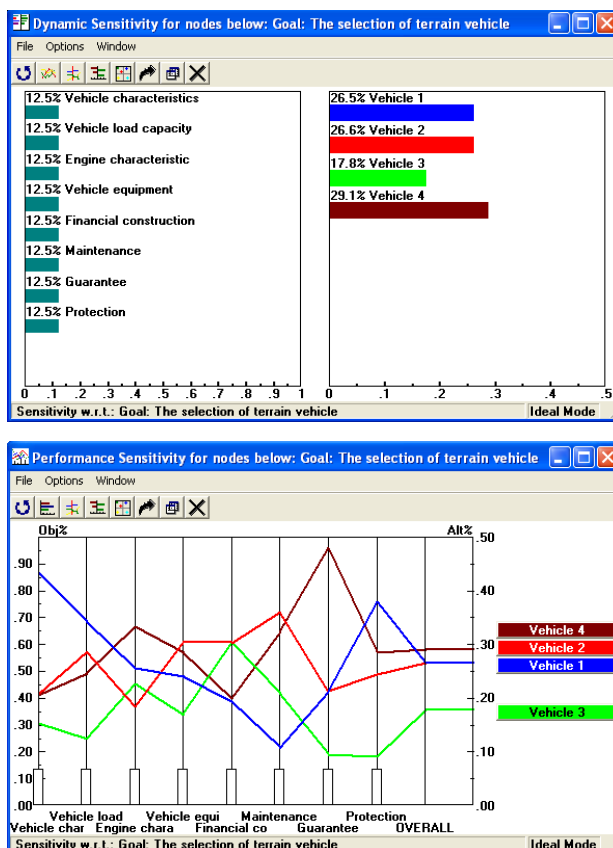 Dynamic Sensitivity for nodes below: Goal: The selection of terrain vehicle
File Options Window
12.5% Vehicle characteristics
12.5% Vehicle load capacity
12.5% Engine characteristic
12.5% Vehicle equipment
12.5% Financial construction
12.5% Maintenance
12.5% Guarantee
12.5% Protection
26.5% Vehicle 1
26.6% Vehicle 2
17.8% Vehicle 3
29.1% Vehicle 4
0 .1 .2 .3 .4 .5 .6 .7 .8 .9 1
0 .1 .2 .3 .4 .5
Sensitivity w.r.t.: Goal: The selection of terrain vehicle Ideal Mode
Performance Sensitivity for nodes below: Goal: The selection of terrain vehicle
File Options Window
Obj% Alt%
.90
.80
.70
.60
.50
.40
.30
.20
.10
.00
.50
.40
.30
.20
.10
.00
Vehicle 4
Vehicle 2
Vehicle 1
Vehicle 3
Vehicle load Vehicle equi Maintenance Protection
Vehicle char Engine chara Financial co Guarantee OVERALL
Sensitivity w.r.t.: Goal: The selection of terrain vehicle Ideal Mode